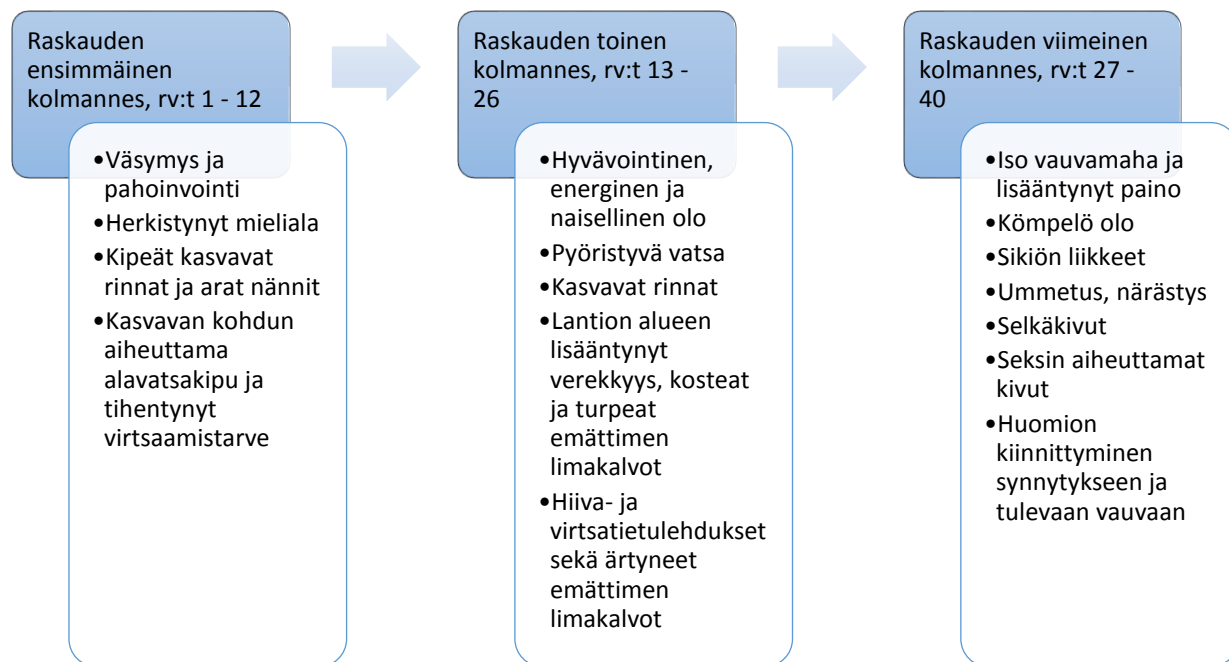 Raskauden
ensimmäinen
kolmannes, rv:t 1 - 12
•Väsymys ja
pahoinvointi
•Herkistynyt mieliala
•Kipeät kasvavat
rinnat ja arat nännit
•Kasvavan kohdun
aiheuttama
alavatsakipu ja
tihentynyt
virtsaamistarve
Raskauden toinen
kolmannes, rv:t 13 -
26
•Hyvävointinen,
energinen ja
naisellinen olo
•Pyöristyvä vatsa
•Kasvavat rinnat
•Lantion alueen
lisääntynyt
verekkyys, kosteat
ja turpeat
emättimen
limakalvot
•Hiiva- ja
virtsatietulehdukset
sekä ärtyneet
emättimen
limakalvot
Raskauden viimeinen
kolmannes, rv:t 27 -
40
•Iso vauvamaha ja
lisääntynyt paino
•Kömpelö olo
•Sikiön liikkeet
•Ummetus, närästys
•Selkäkivut
•Seksin aiheuttamat
kivut
•Huomion
kiinnittyminen
synnytykseen ja
tulevaan vauvaan